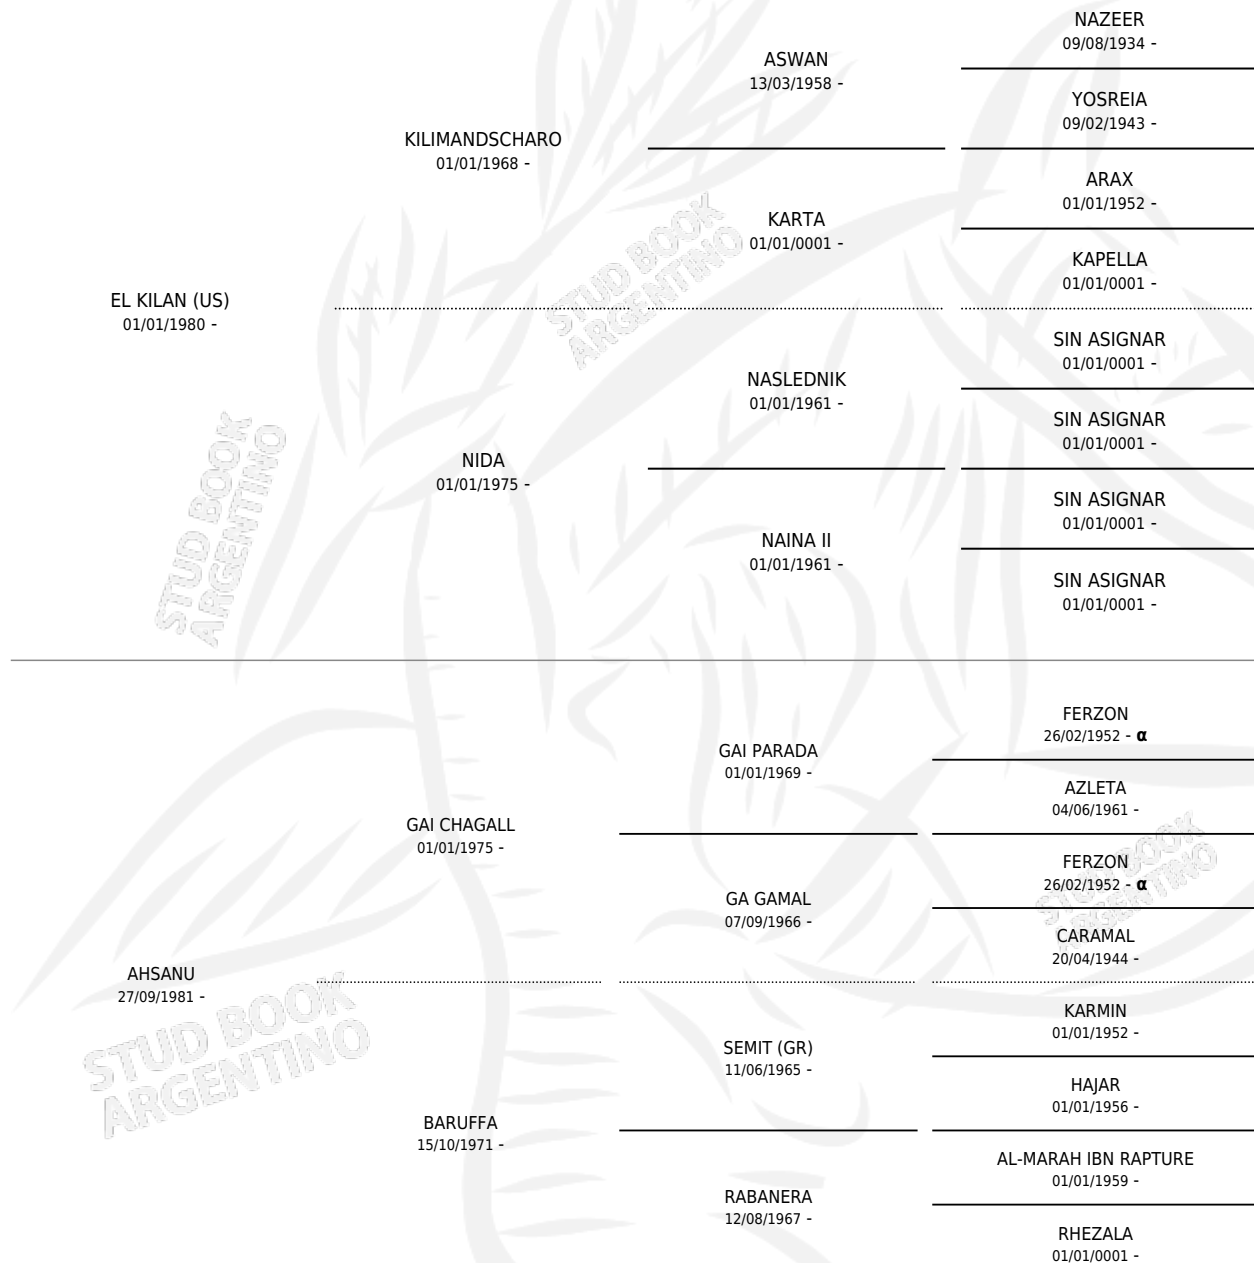 NAZEER
09/08/1934 -
ASWAN
13/03/1958 -
YOSREIA
09/02/1943 -
KILIMANDSCHARO
01/01/1968 -
ARAX
01/01/1952 -
KARTA
01/01/0001 -
KAPELLA
01/01/0001 -
EL KILAN (US)
01/01/1980 -
SIN ASIGNAR
01/01/0001 -
NASLEDNIK
01/01/1961 -
SIN ASIGNAR
01/01/0001 -
NIDA
01/01/1975 -
SIN ASIGNAR
01/01/0001 -
NAINA II
01/01/1961 -
SIN ASIGNAR
01/01/0001 -
FERZON
26/02/1952 - α
GAI PARADA
01/01/1969 -
AZLETA
04/06/1961 -
GAI CHAGALL
01/01/1975 -
FERZON
26/02/1952 - α
GA GAMAL
07/09/1966 -
CARAMAL
20/04/1944 -
AHSANU
27/09/1981 -
KARMIN
01/01/1952 -
SEMIT (GR)
11/06/1965 -
HAJAR
01/01/1956 -
BARUFFA
15/10/1971 -
AL-MARAH IBN RAPTURE
01/01/1959 -
RABANERA
12/08/1967 -
RHEZALA
01/01/0001 -
STUD BOOK
ARGENTINO
STUD BOOK
ARGENTINO
STUD BOOK
ARGENTINO
STUD BOOK
ARGENTINO